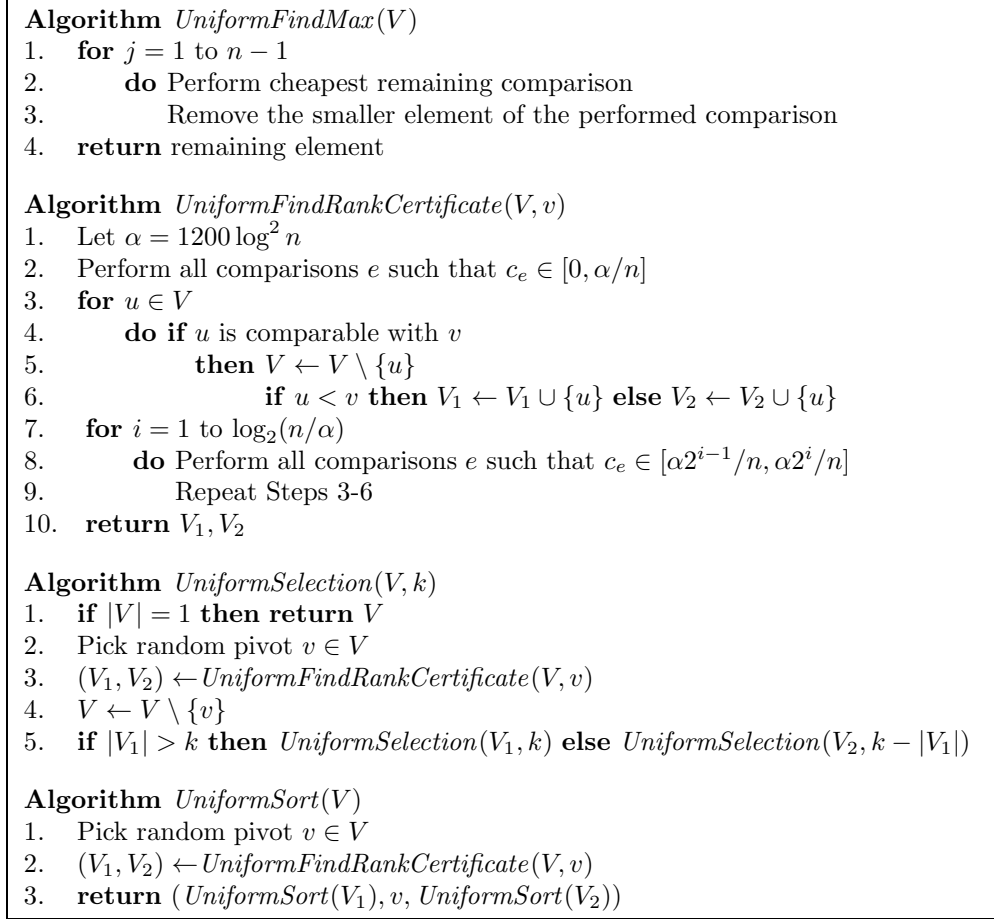 Algorithm UniformFindMax(V)
1. for j = 1 to n − 1
2. do Perform cheapest remaining comparison
3. Remove the smaller element of the performed comparison
4. return remaining element
Algorithm UniformFindRankCertificate(V, v)
1. Let α = 1200 log² n
2. Perform all comparisons e such that c_e ∈ [0, α/n]
3. for u ∈ V
4. do if u is comparable with v
5. then V ← V \ {u}
6. if u < v then V₁ ← V₁ ∪ {u} else V₂ ← V₂ ∪ {u}
7. for i = 1 to log₂(n/α)
8. do Perform all comparisons e such that c_e ∈ [α2^{i−1}/n, α2^i/n]
9. Repeat Steps 3-6
10. return V₁, V₂
Algorithm UniformSelection(V, k)
1. if |V| = 1 then return V
2. Pick random pivot v ∈ V
3. (V₁, V₂) ←UniformFindRankCertificate(V, v)
4. V ← V \ {v}
5. if |V₁| > k then UniformSelection(V₁, k) else UniformSelection(V₂, k − |V₁|)
Algorithm UniformSort(V)
1. Pick random pivot v ∈ V
2. (V₁, V₂) ←UniformFindRankCertificate(V, v)
3. return (UniformSort(V₁), v, UniformSort(V₂))